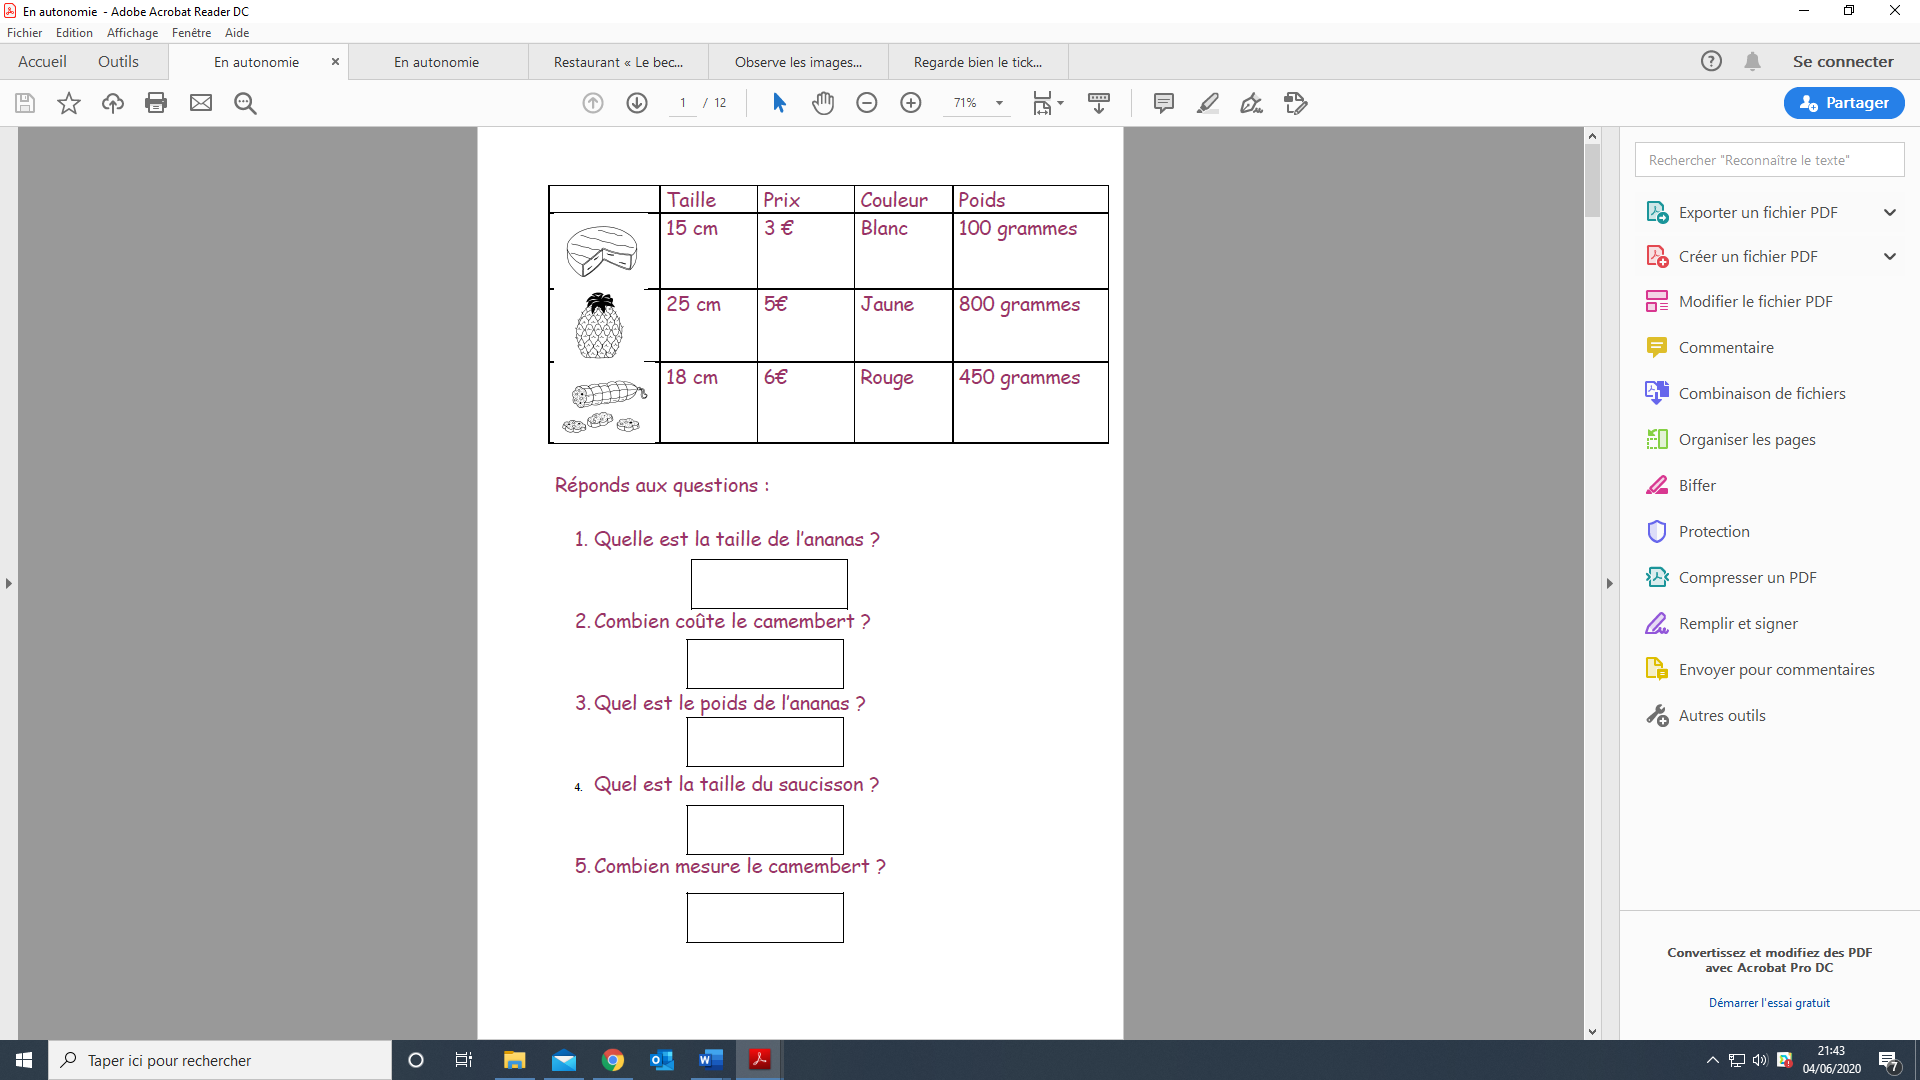 En autonomie - Adobe Acrobat Reader DC
Fichier Edition Affichage Fenêtre Aide
Accueil Outils En autonomie × En autonomie Restaurant « Le bec... Observe les images... Regarde bien le tick... Se connecter
1 / 12 71% Partager
Rechercher "Reconnaître le texte"
Exporter un fichier PDF
Créer un fichier PDF
Modifier le fichier PDF
Commentaire
Combinaison de fichiers
Organiser les pages
Biffer
Protection
Compresser un PDF
Remplir et signer
Envoyer pour commentaires
Autres outils
Convertissez et modifiez des PDF
avec Acrobat Pro DC
Démarrer l'essai gratuit
Taille Prix Couleur Poids
15 cm 3 € Blanc 100 grammes
25 cm 5€ Jaune 800 grammes
18 cm 6€ Rouge 450 grammes
Réponds aux questions :
1. Quelle est la taille de l'ananas ?
2. Combien coûte le camembert ?
3. Quel est le poids de l'ananas ?
4. Quel est la taille du saucisson ?
5. Combien mesure le camembert ?
Taper ici pour rechercher
21:43
04/06/2020
7